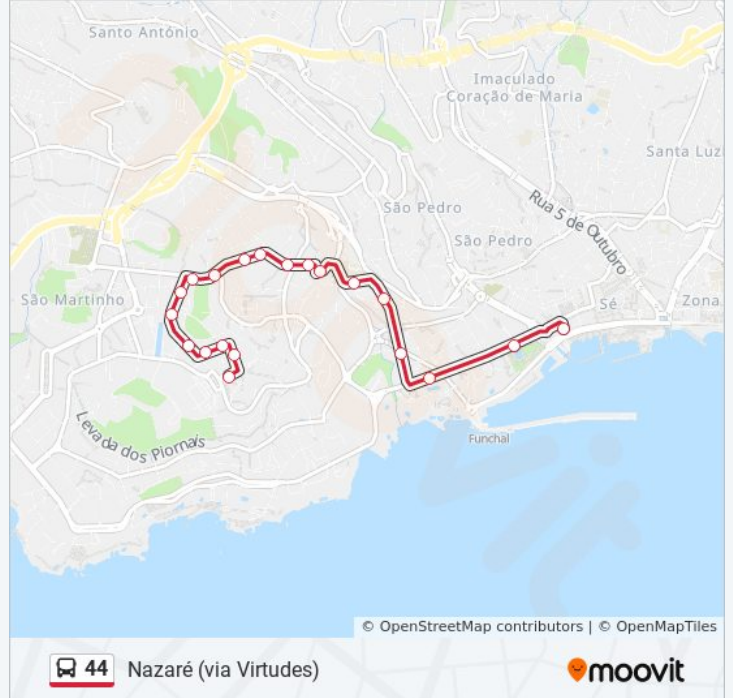 Santo António
Imaculado
Coração de Maria
Santa Luzi
São Pedro
Rua 5 de Outubro
São Pedro
São Martinho
Sé
Zona
Levada dos Piornais
Funchal
© OpenStreetMap contributors | © OpenMapTiles
44 Nazaré (via Virtudes)
moovit